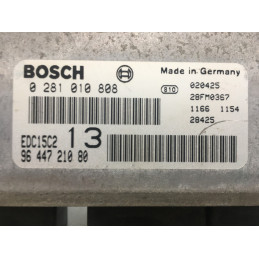 BOSCH
Made in Germany
0 281 010 808
S10
020425
28FM0367
1166 1154
28425
EDC15C2 13
96 447 210 80